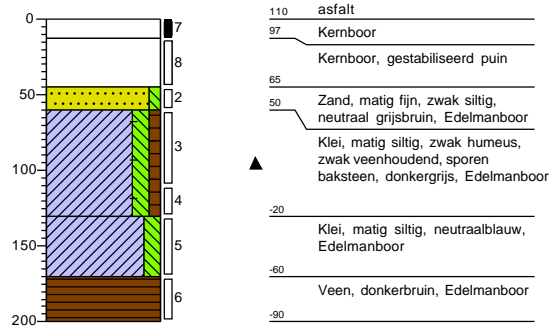 0
50
100
150
200
7
8
2
3
4
5
6
110 asfalt
97 Kernboor
Kernboor, gestabiliseerd puin
65
Zand, matig fijn, zwak siltig,
neutraal grijsbruin, Edelmanboor
50
Klei, matig siltig, zwak humeus,
zwak veenhoudend, sporen
baksteen, donkergrijs, Edelmanboor
-20
Klei, matig siltig, neutraalblauw,
Edelmanboor
-60
Veen, donkerbruin, Edelmanboor
-90